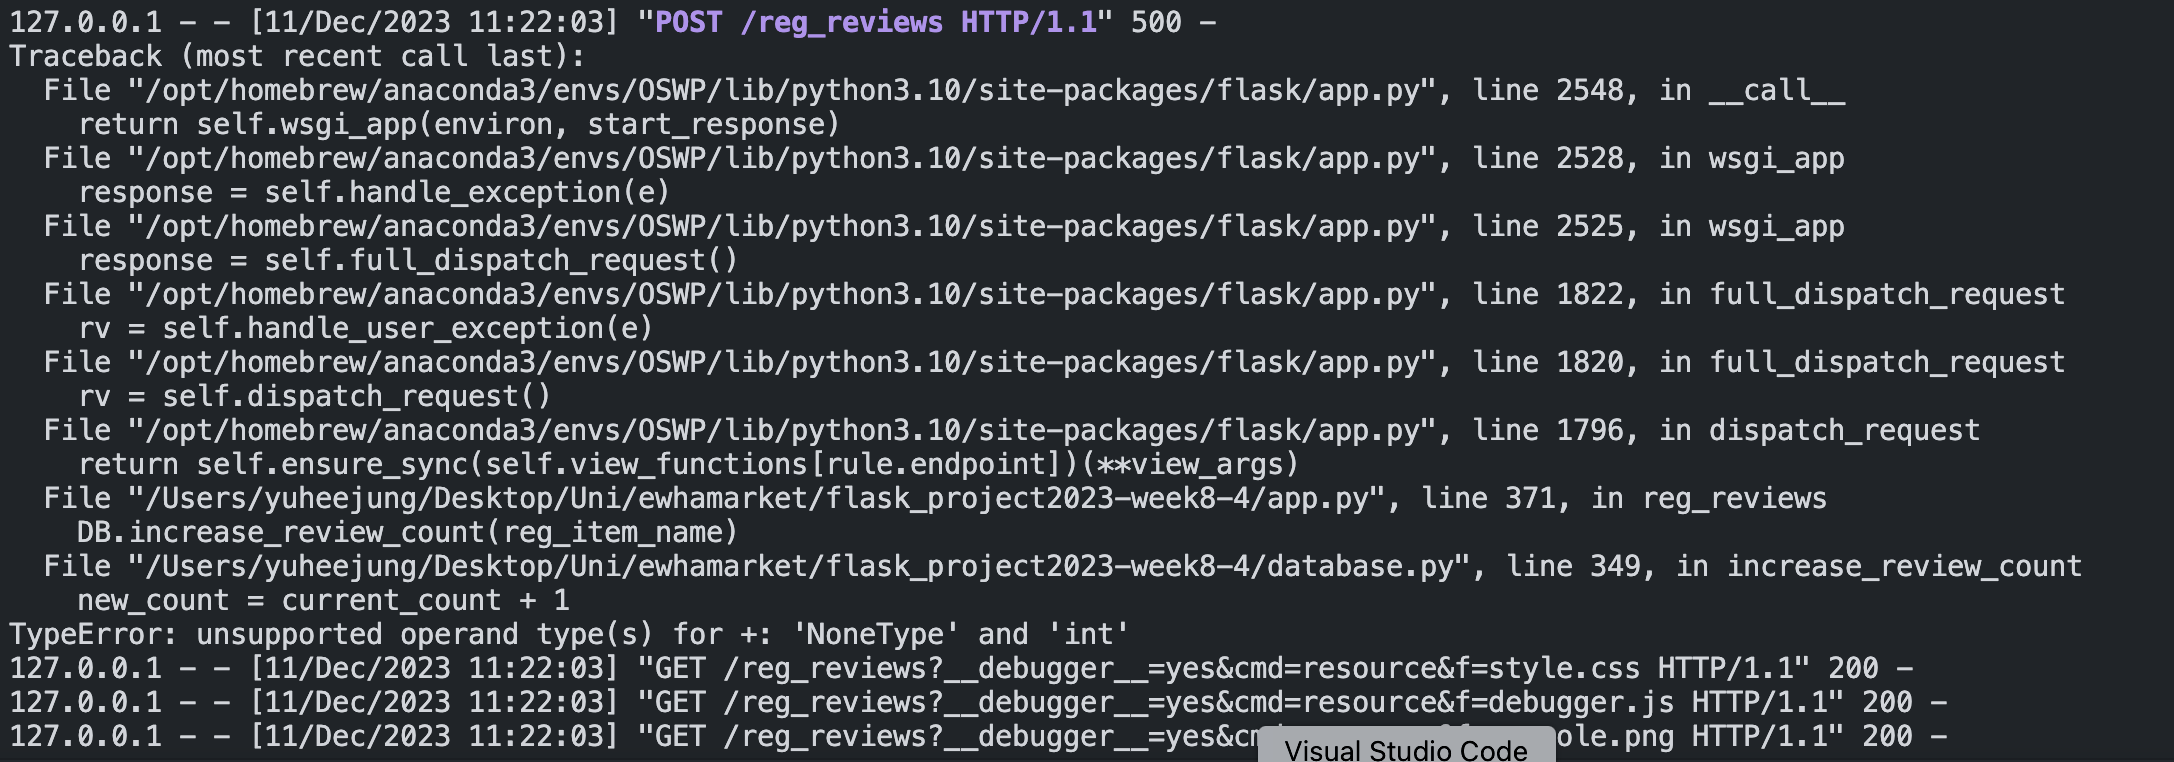 127.0.0.1 - - [11/Dec/2023 11:22:03] "POST /reg_reviews HTTP/1.1" 500 -
Traceback (most recent call last):
  File "/opt/homebrew/anaconda3/envs/OSWP/lib/python3.10/site-packages/flask/app.py", line 2548, in __call__
    return self.wsgi_app(environ, start_response)
  File "/opt/homebrew/anaconda3/envs/OSWP/lib/python3.10/site-packages/flask/app.py", line 2528, in wsgi_app
    response = self.handle_exception(e)
  File "/opt/homebrew/anaconda3/envs/OSWP/lib/python3.10/site-packages/flask/app.py", line 2525, in wsgi_app
    response = self.full_dispatch_request()
  File "/opt/homebrew/anaconda3/envs/OSWP/lib/python3.10/site-packages/flask/app.py", line 1822, in full_dispatch_request
    rv = self.handle_user_exception(e)
  File "/opt/homebrew/anaconda3/envs/OSWP/lib/python3.10/site-packages/flask/app.py", line 1820, in full_dispatch_request
    rv = self.dispatch_request()
  File "/opt/homebrew/anaconda3/envs/OSWP/lib/python3.10/site-packages/flask/app.py", line 1796, in dispatch_request
    return self.ensure_sync(self.view_functions[rule.endpoint])(**view_args)
  File "/Users/yuheejung/Desktop/Uni/ewhamarket/flask_project2023-week8-4/app.py", line 371, in reg_reviews
    DB.increase_review_count(reg_item_name)
  File "/Users/yuheejung/Desktop/Uni/ewhamarket/flask_project2023-week8-4/database.py", line 349, in increase_review_count
    new_count = current_count + 1
TypeError: unsupported operand type(s) for +: 'NoneType' and 'int'
127.0.0.1 - - [11/Dec/2023 11:22:03] "GET /reg_reviews?__debugger__=yes&cmd=resource&f=style.css HTTP/1.1" 200 -
127.0.0.1 - - [11/Dec/2023 11:22:03] "GET /reg_reviews?__debugger__=yes&cmd=resource&f=debugger.js HTTP/1.1" 200 -
127.0.0.1 - - [11/Dec/2023 11:22:03] "GET /reg_reviews?__debugger__=yes&c ole.png HTTP/1.1" 200 -
Visual Studio Code